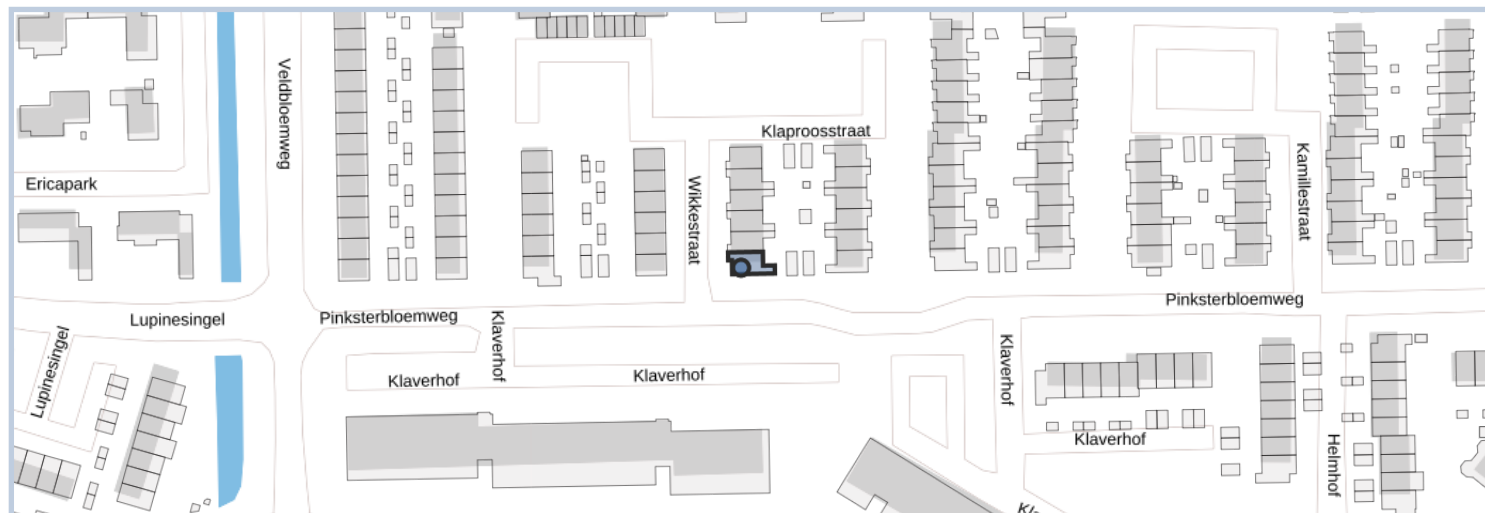 Veldbloemweg
Klaproosstraat
Ericapark
Wikkestraat
Kamillestraat
Pinksterbloemweg
Lupinesingel
Pinksterbloemweg
Lupinesingel
Klaverhof
Klaverhof
Klaverhof
Klaverhof
Klaverhof
Helmhof